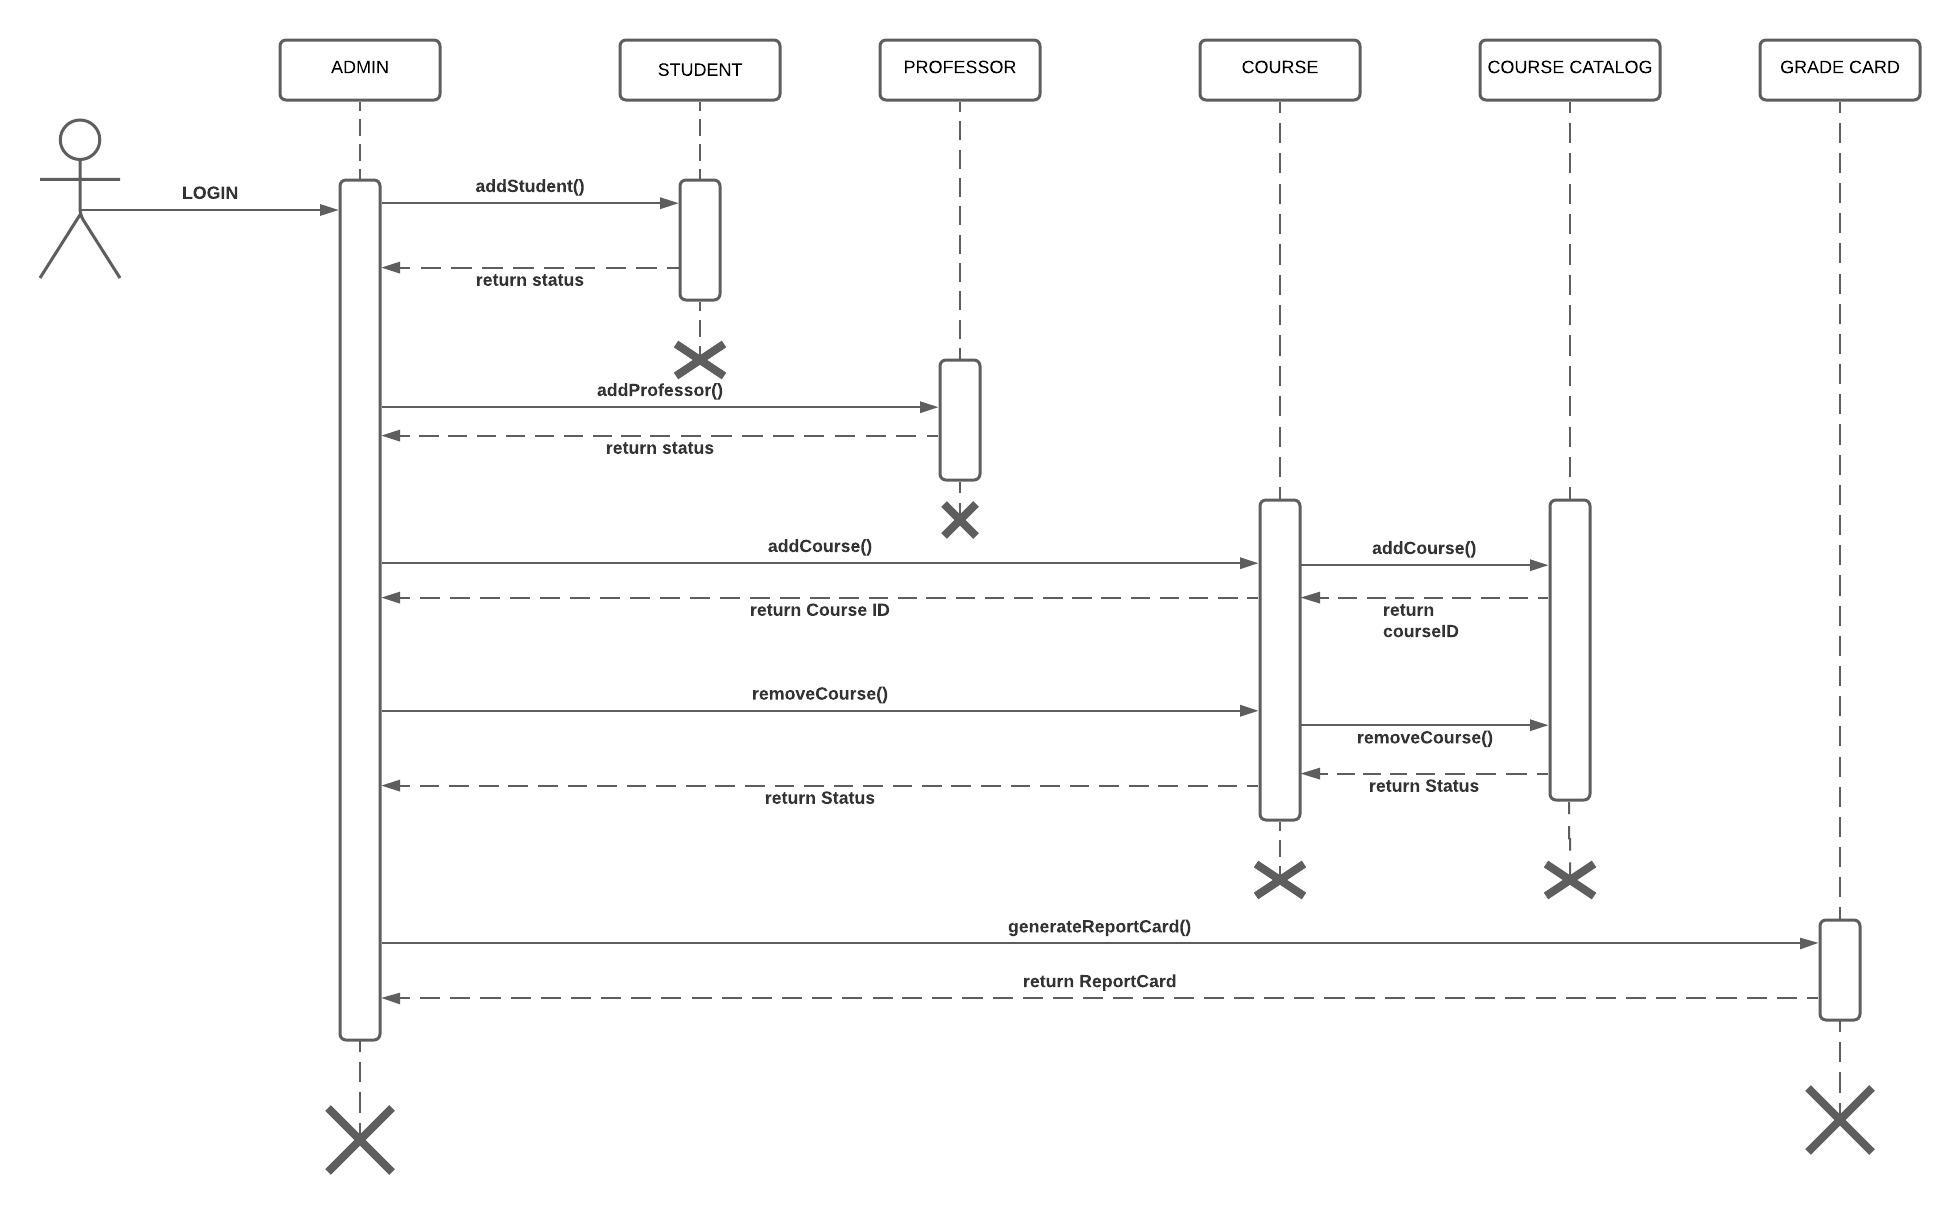 ADMIN
STUDENT
PROFESSOR
COURSE
COURSE CATALOG
GRADE CARD
LOGIN
addStudent()
return status
addProfessor()
return status
addCourse()
addCourse()
return Course ID
return
courseID
removeCourse()
removeCourse()
return Status
return Status
generateReportCard()
return ReportCard